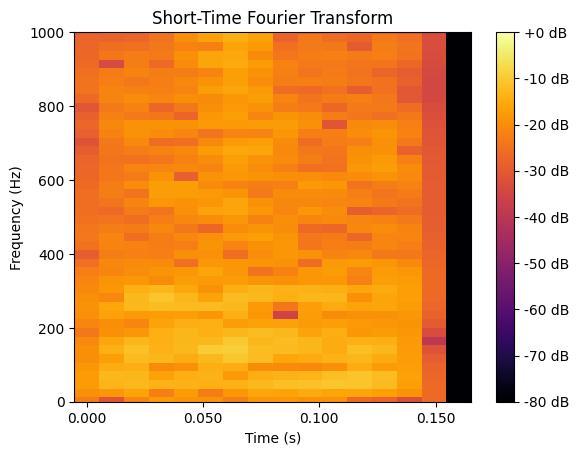 Short-Time Fourier Transform
1000
800
600
400
200
0
Frequency (Hz)
0.000
0.050
0.100
0.150
Time (s)
+0 dB
-10 dB
-20 dB
-30 dB
-40 dB
-50 dB
-60 dB
-70 dB
-80 dB